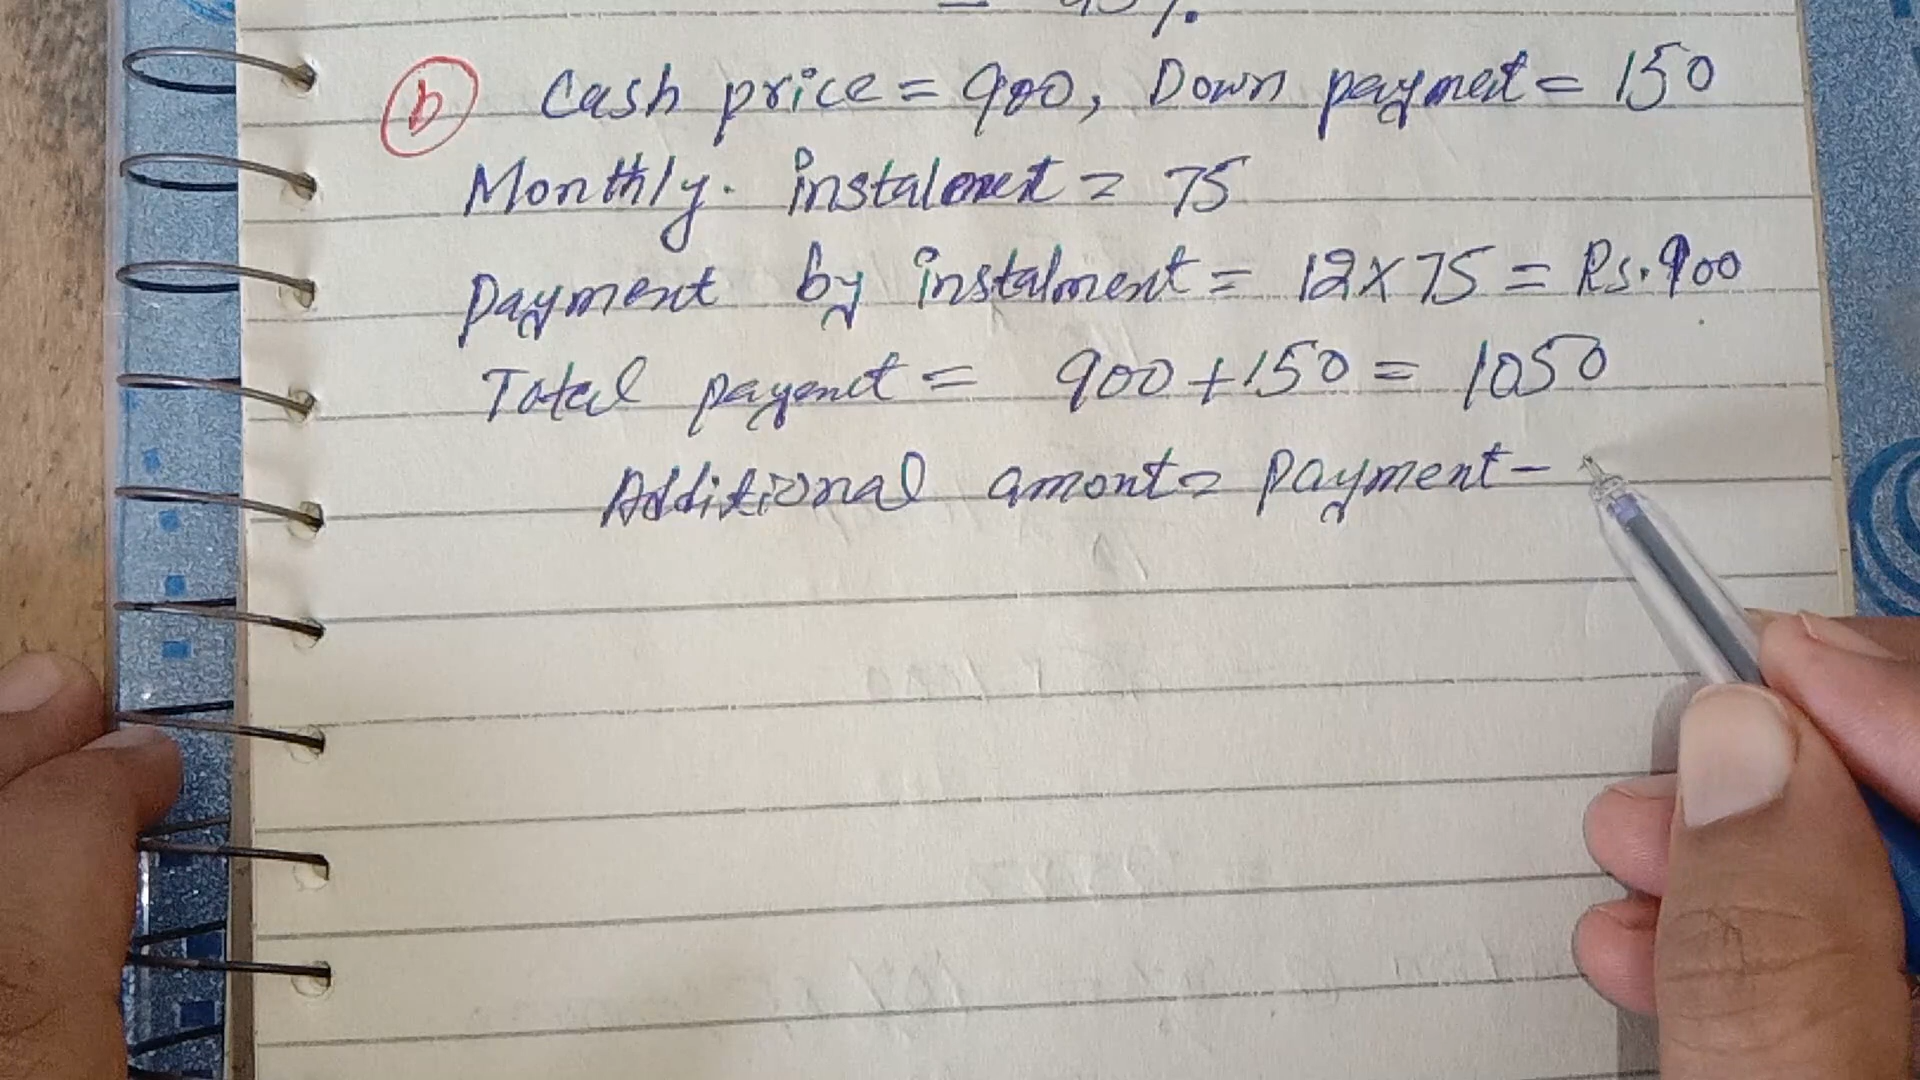 b Cash price = 900, Down payment = 150
Monthly. instalment = 75
Payment by instalment = 12 x 75 = Rs. 900
Total payment = 900 + 150 = 1050
Additional amont = payment -